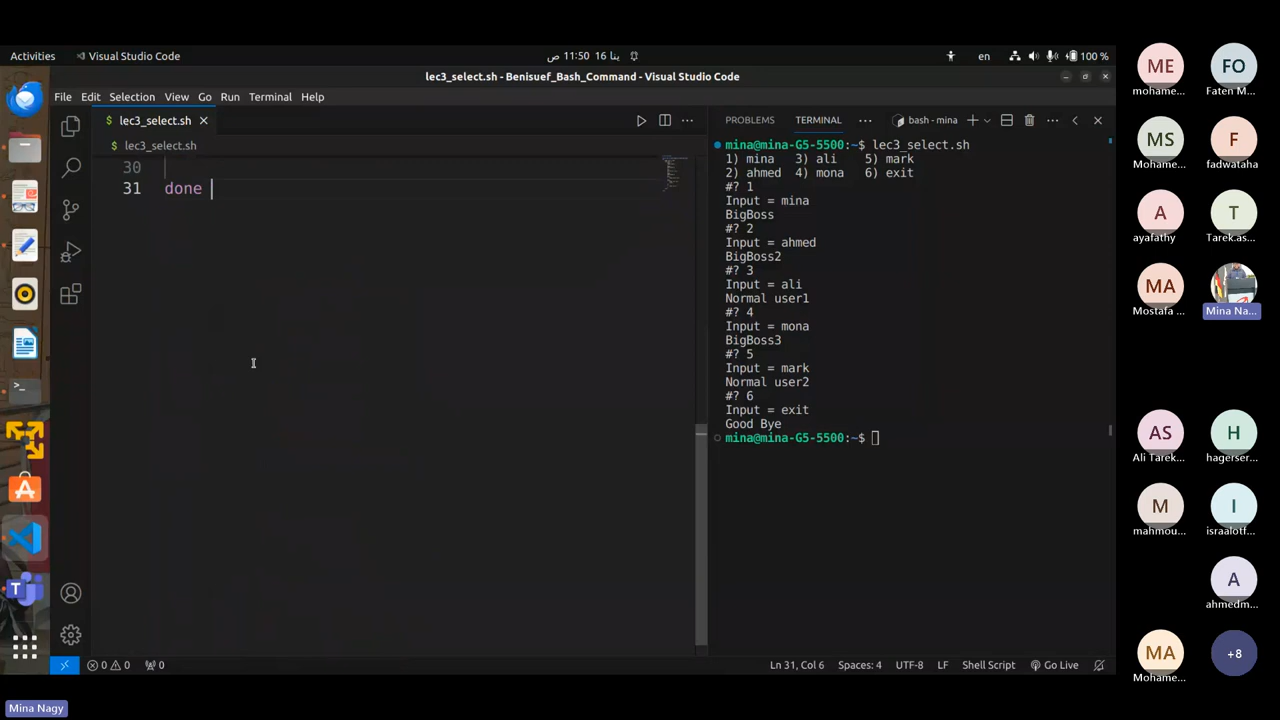 Activities
Visual Studio Code
11:50 16 ينا ص
en
100 %
lec3_select.sh - Benisuef_Bash_Command - Visual Studio Code
File Edit Selection View Go Run Terminal Help
$ lec3_select.sh
$ lec3_select.sh
30
31 done
PROBLEMS TERMINAL ... bash - mina
mina@mina-G5-5500:~$ lec3_select.sh
1) mina 3) ali 5) mark
2) ahmed 4) mona 6) exit
#? 1
Input = mina
BigBoss
#? 2
Input = ahmed
BigBoss2
#? 3
Input = ali
Normal user1
#? 4
Input = mona
BigBoss3
#? 5
Input = mark
Normal user2
#? 6
Input = exit
Good Bye
mina@mina-G5-5500:~$
0 0 0
Ln 31, Col 6 Spaces: 4 UTF-8 LF Shell Script Go Live
ME FO
mohame... Faten M...
MS F
Moham... fadwataha
A T
ayafathy Tarek.as...
MA
Mostafa ... Mina Na...
AS H
Ali Tarek... hagerser...
M I
mahmou... israalotf...
A
ahmedm...
MA +8
Mohame...
Mina Nagy